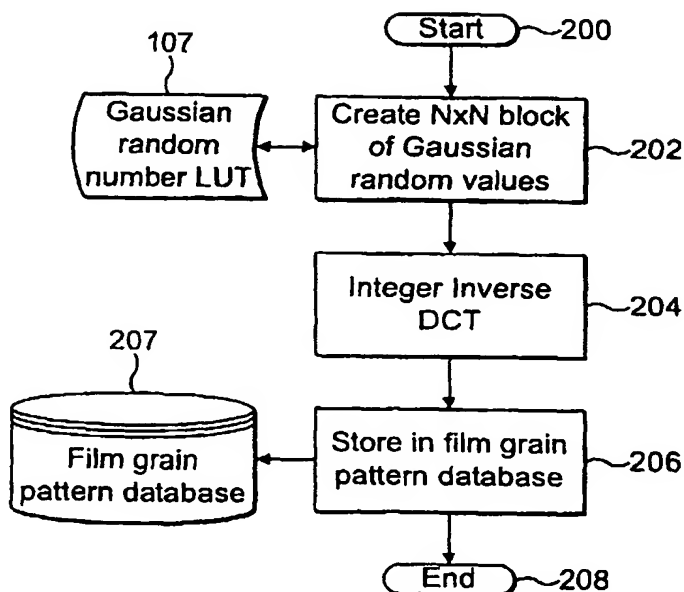 Start
200
107
Gaussian
random
number LUT
Create NxN block
of Gaussian
random values
202
Integer Inverse
DCT
204
207
Film grain
pattern database
Store in film grain
pattern database
206
End
208